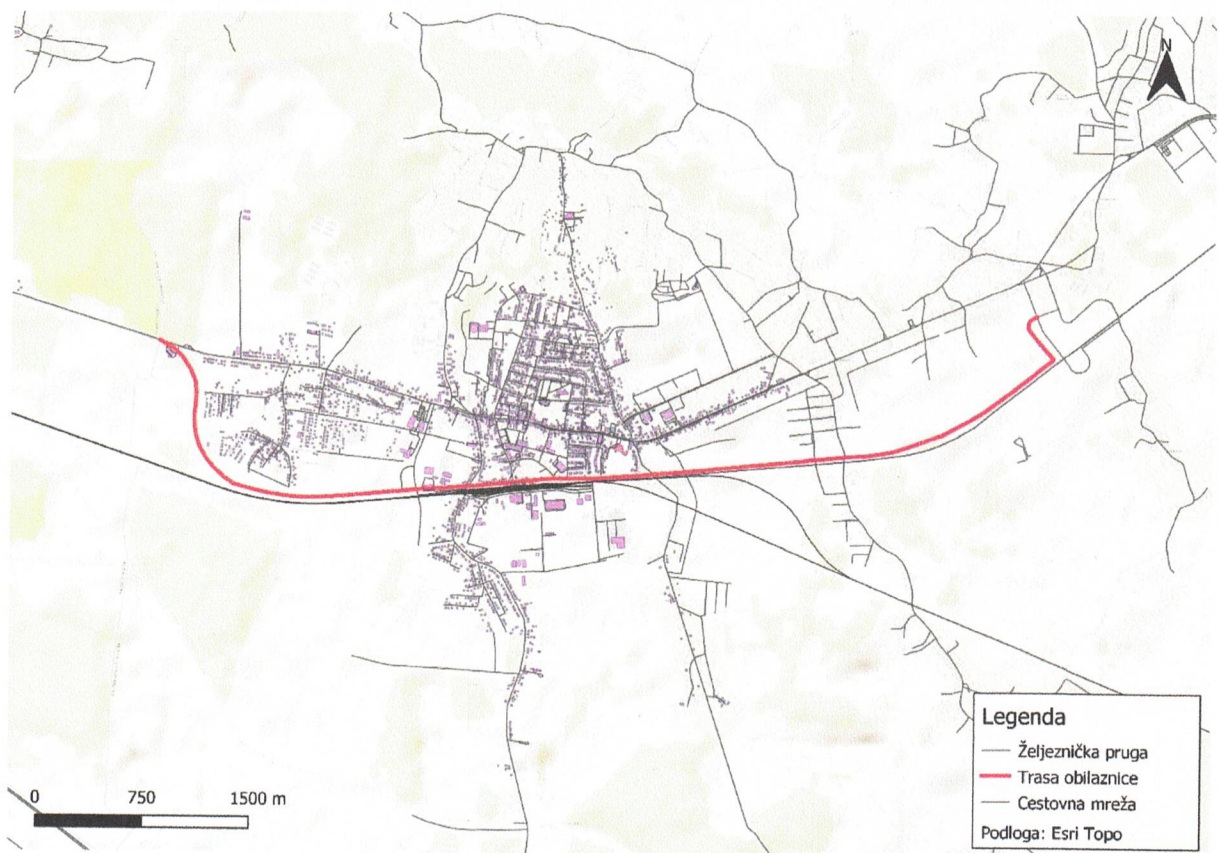 N
Legenda
Željeznička pruga
Trasa obilaznice
Cestovna mreža
Podloga: Esri Topo
0 750 1500 m